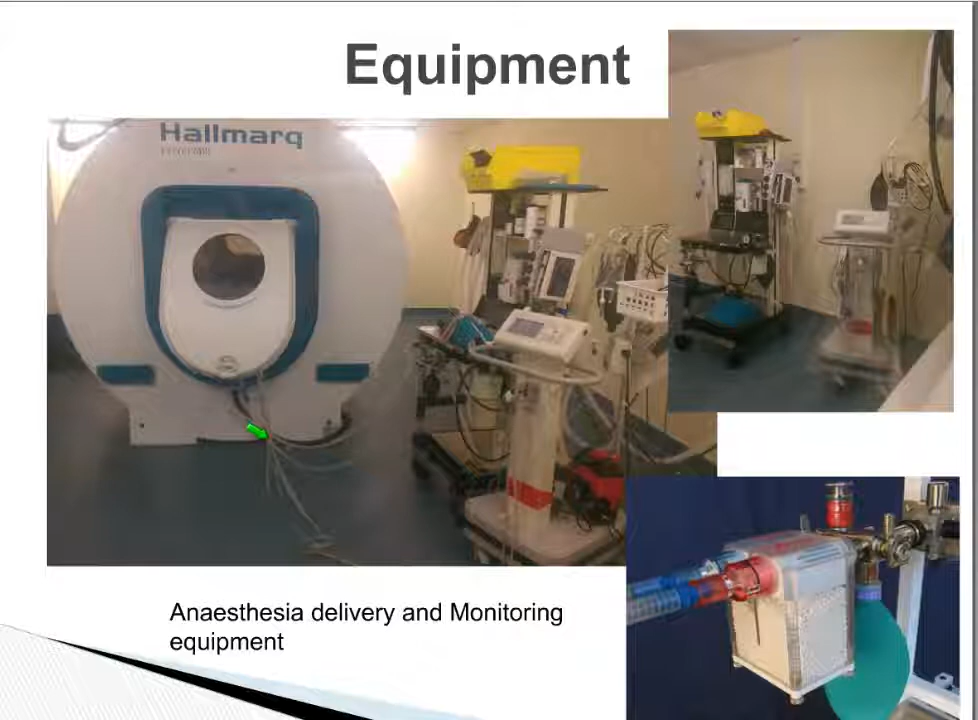 Equipment
Hallmarq
Anaesthesia delivery and Monitoring
equipment